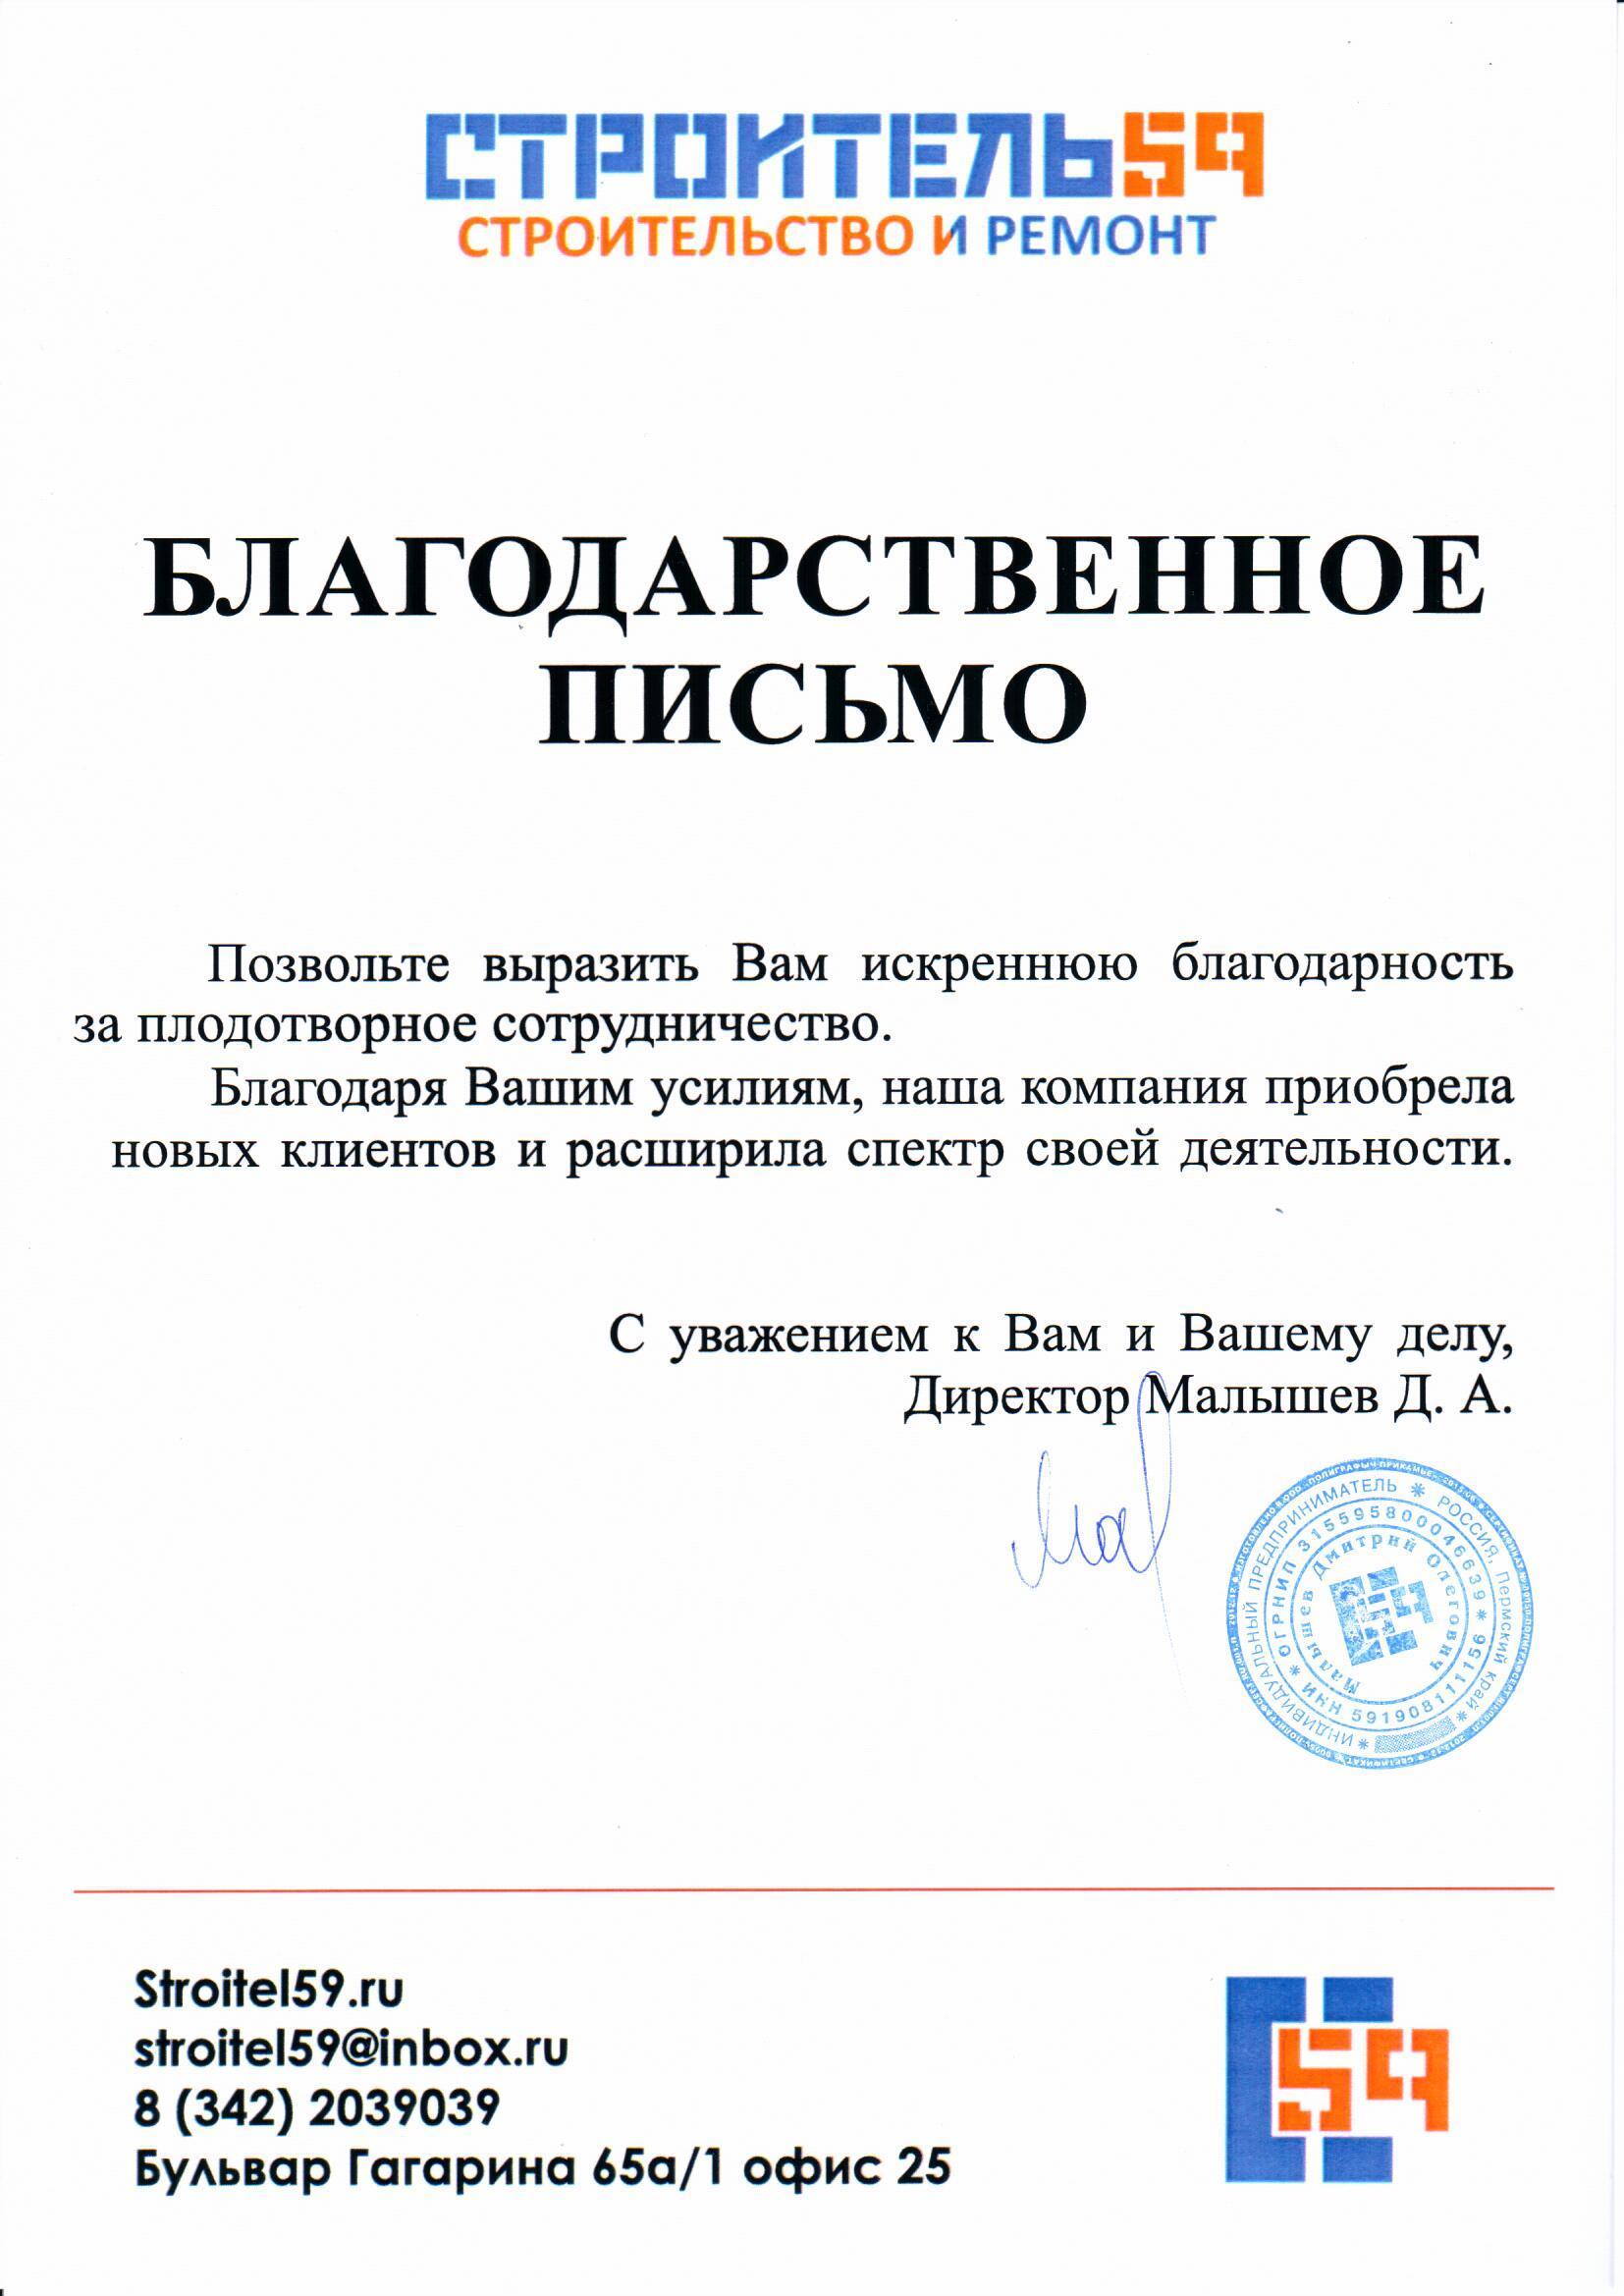 СТРОИТЕЛЬ59
СТРОИТЕЛЬСТВО И РЕМОНТ
БЛАГОДАРСТВЕННОЕ
ПИСЬМО
Позвольте выразить Вам искреннюю благодарность
за плодотворное сотрудничество.
Благодаря Вашим усилиям, наша компания приобрела
новых клиентов и расширила спектр своей деятельности.
С уважением к Вам и Вашему делу,
Директор Малышев Д. А.
ИНДИВИДУАЛЬНЫЙ ПРЕДПРИНИМАТЕЛЬ * РОССИЯ, Пермский край *
* ОГРНИП 315595800046639 * ИНН 591908111156
Малышев Дмитрий Олегович
59
Stroitel59.ru
stroitel59@inbox.ru
8 (342) 2039039
Бульвар Гагарина 65а/1 офис 25
59